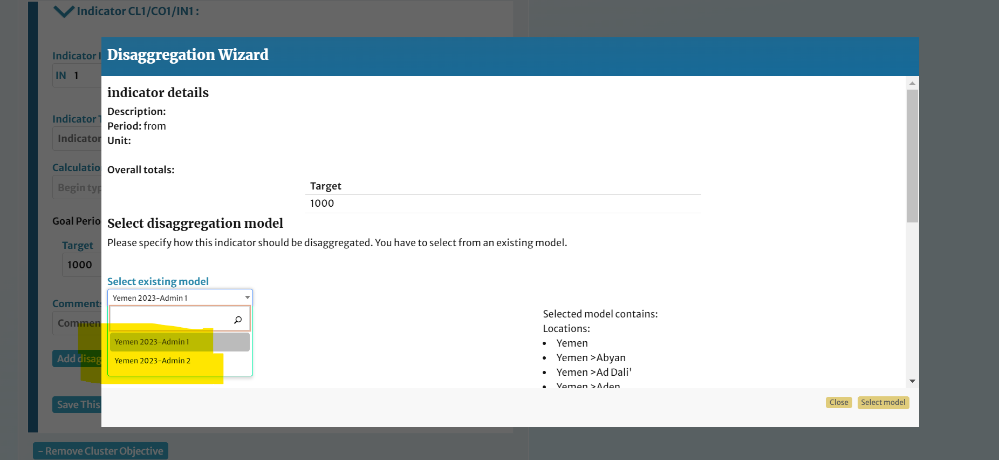 Indicator CL1/CO1/IN1 :
Disaggregation Wizard
indicator details
Indicator
IN 1
Description:
Period: from
Indicator
Unit:
Indicator
Overall totals:
Calculatio
Target
Begin typ
1000
Goal Perio
Select disaggregation model
Please specify how this indicator should be disaggregated. You have to select from an existing model.
Target
1000
Select existing model
Yemen 2023-Admin 1
Comments
Commen
Yemen 2023-Admin 1
Yemen 2023-Admin 2
Selected model contains:
Locations:
• Yemen
• Yemen >Abyan
• Yemen >Ad Dali'
• Yemen >Aden
Add disag
Save This
Close Select model
- Remove Cluster Objective